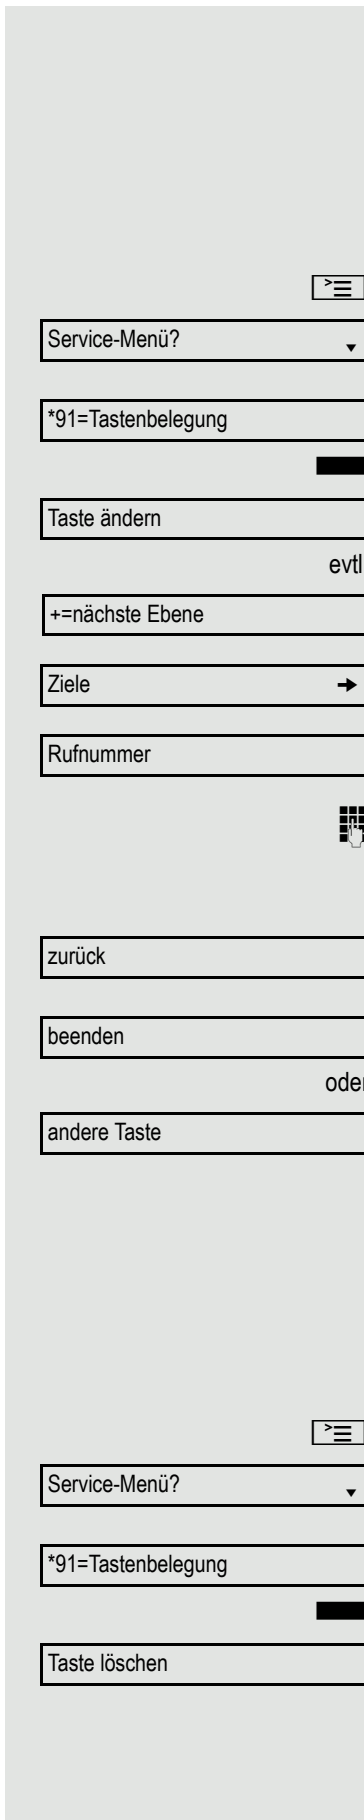 Service-Menü?
*91=Tastenbelegung
Taste ändern
evtl
+=nächste Ebene
Ziele
Rufnummer
zurück
beenden
oder
andere Taste
Service-Menü?
*91=Tastenbelegung
Taste löschen